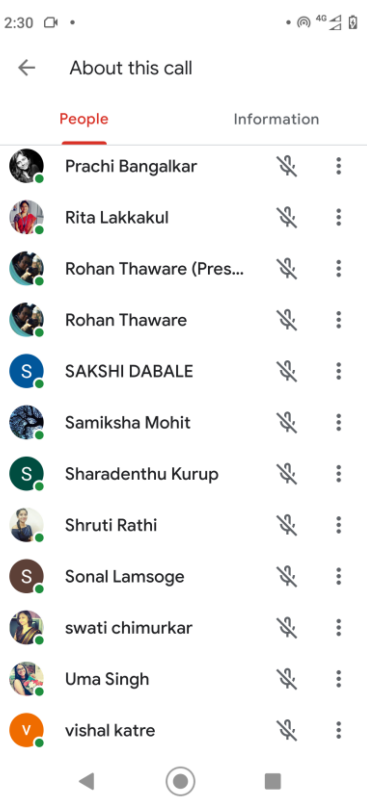 2:30
4G
About this call
People
Information
Prachi Bangalkar
Rita Lakkakul
Rohan Thaware (Pres...
Rohan Thaware
S
SAKSHI DABALE
Samiksha Mohit
S
Sharadenthu Kurup
Shruti Rathi
S
Sonal Lamsoge
swati chimurkar
Uma Singh
v
vishal katre